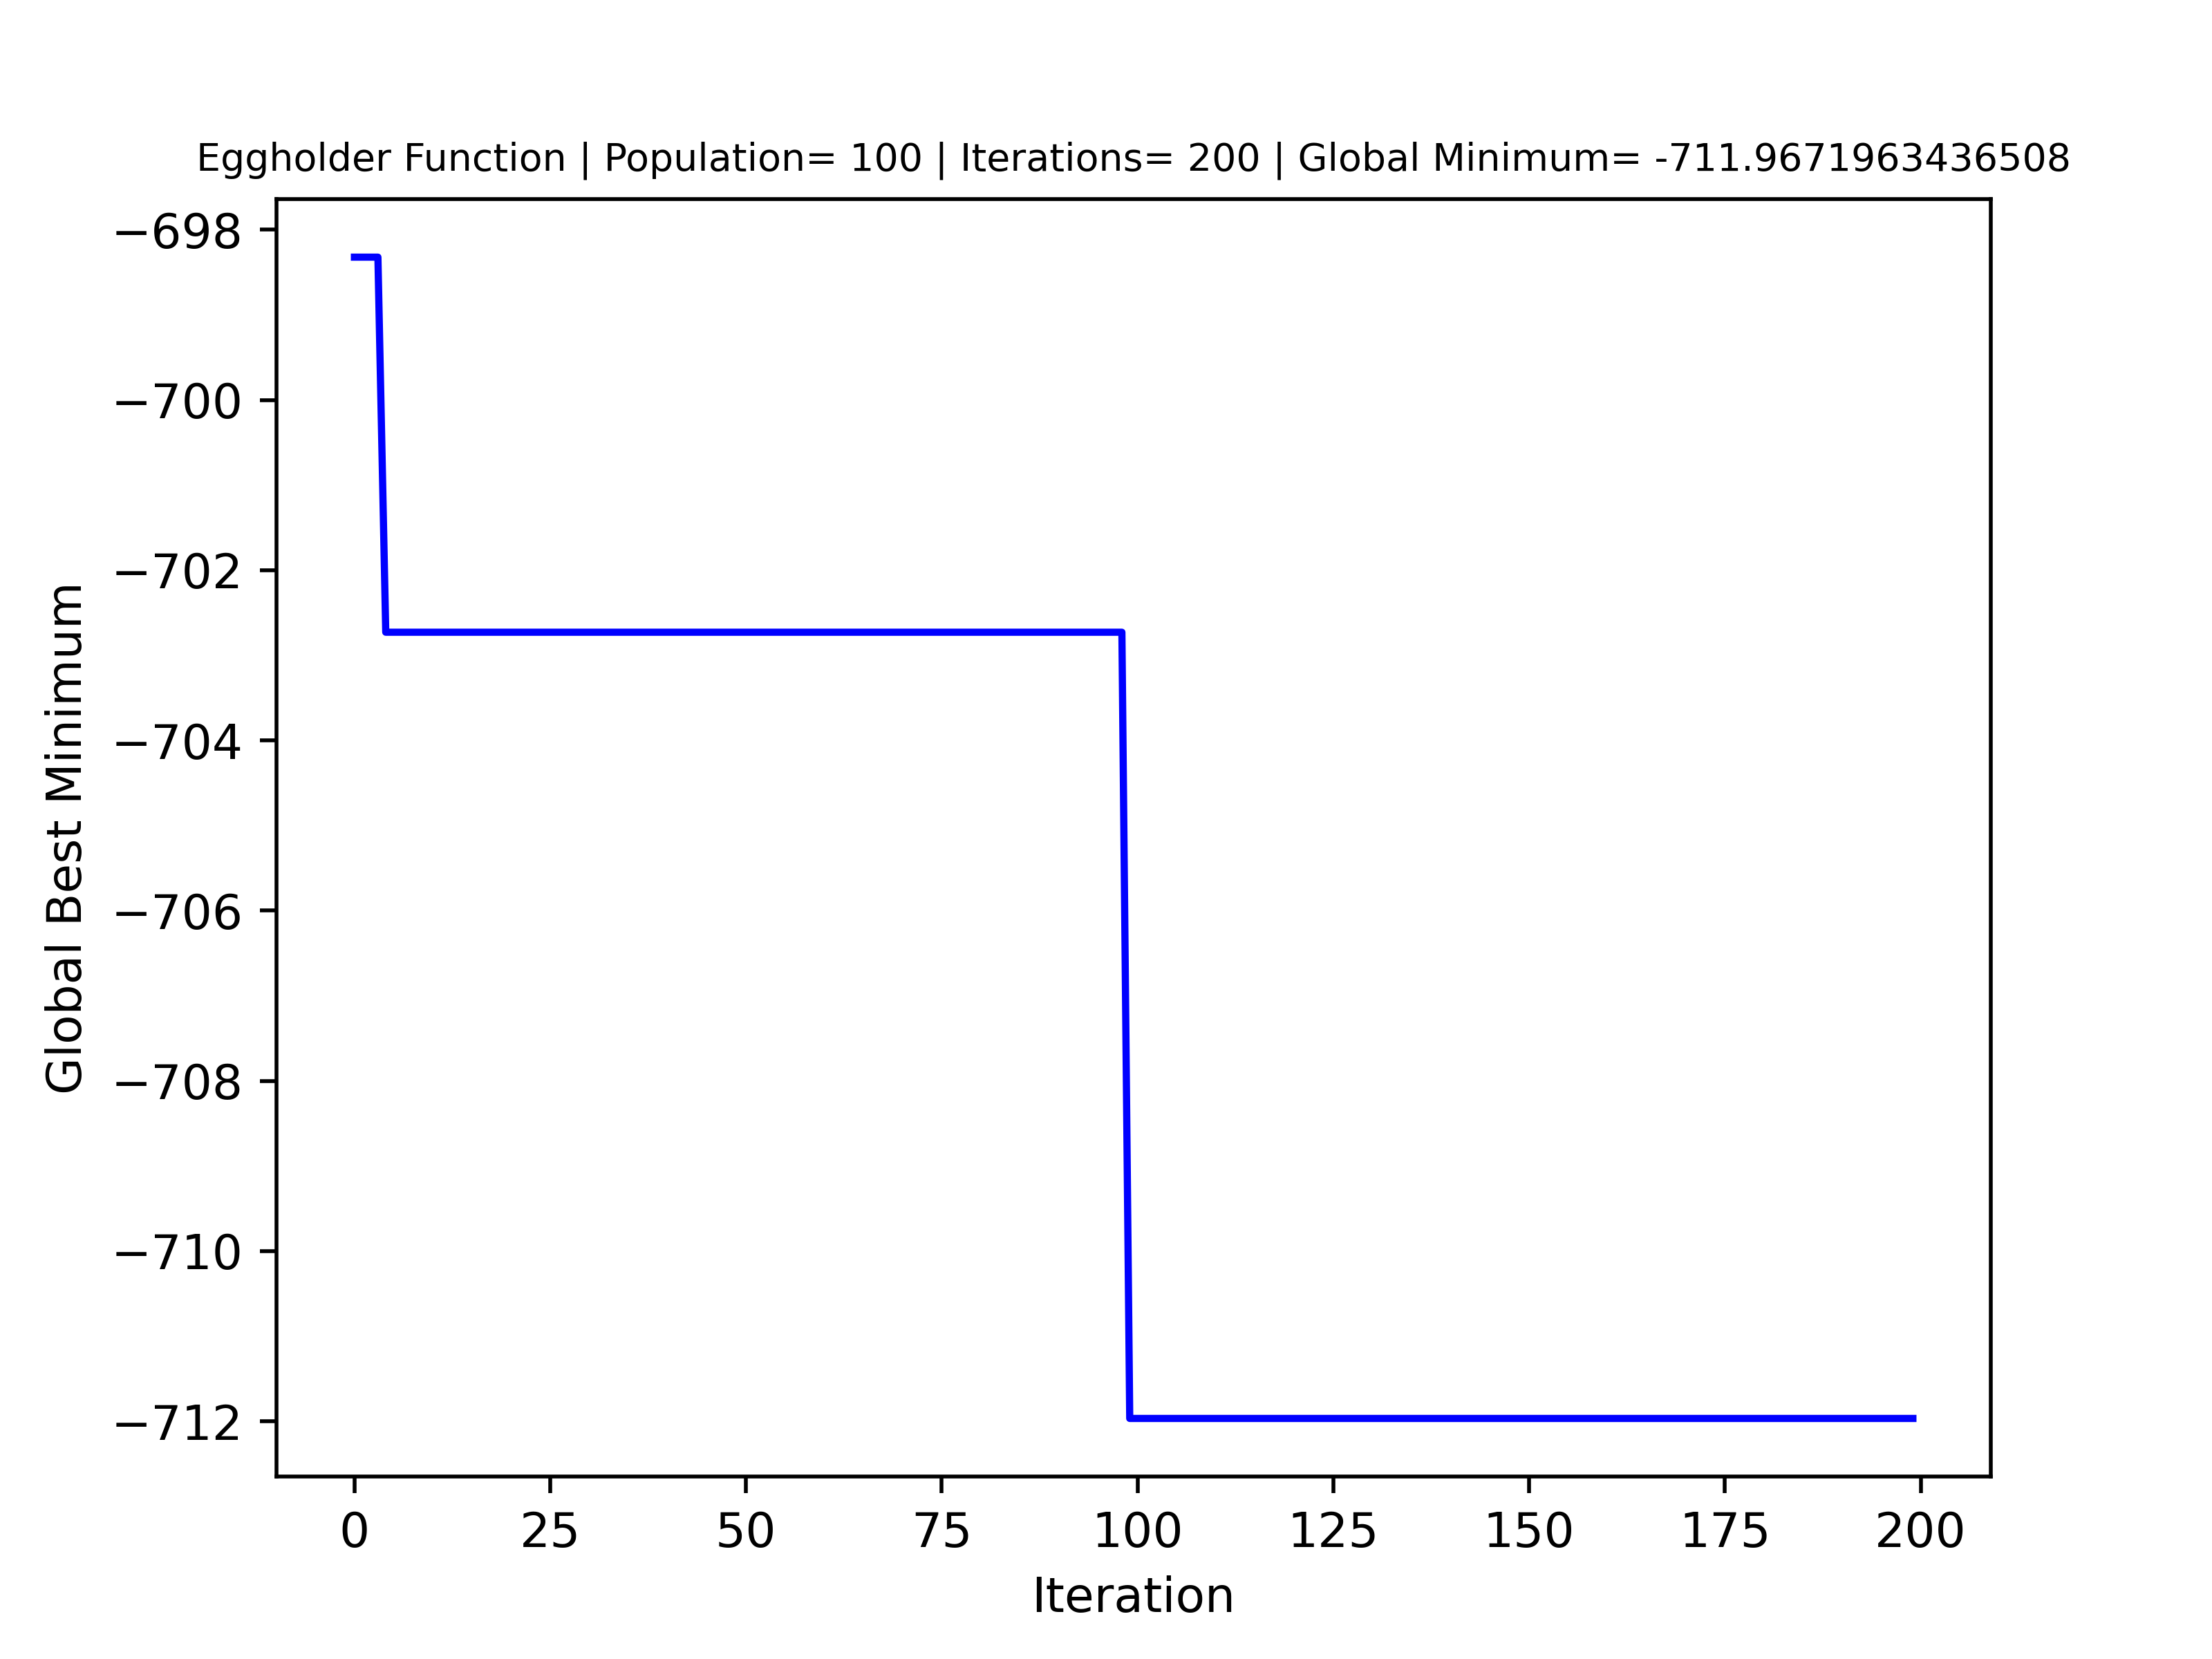 Eggholder Function | Population= 100 | Iterations= 200 | Global Minimum= -711.9671963436508
−698
−700
−702
−704
−706
−708
−710
−712
Global Best Minimum
0 25 50 75 100 125 150 175 200
Iteration